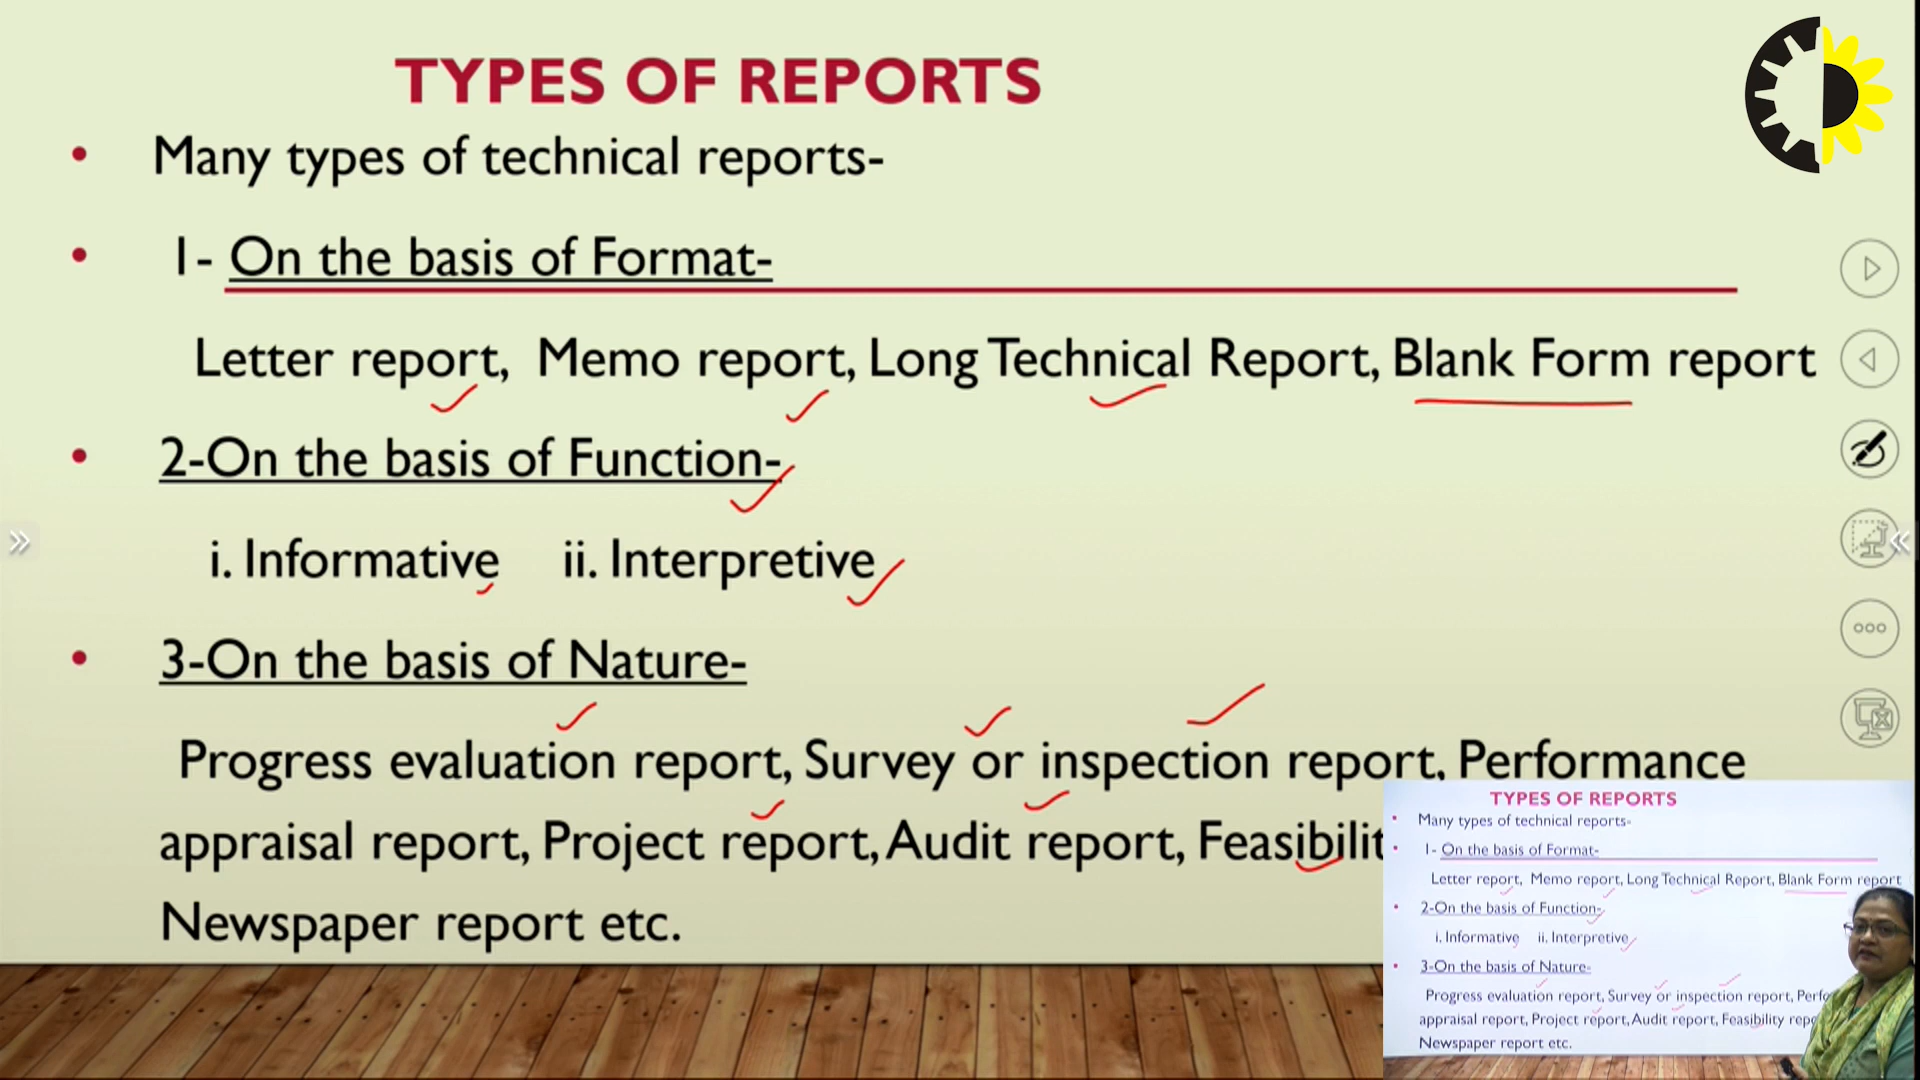 TYPES OF REPORTS
• Many types of technical reports-
• 1- On the basis of Format-
Letter report, Memo report, Long Technical Report, Blank Form report
• 2-On the basis of Function-
i. Informative ii. Interpretive
• 3-On the basis of Nature-
Progress evaluation report, Survey or inspection report, Performance
appraisal report, Project report, Audit report, Feasibilit
Newspaper report etc.
TYPES OF REPORTS
• Many types of technical reports-
• 1- On the basis of Format-
Letter report, Memo report, Long Technical Report, Blank Form report
• 2-On the basis of Function-
i. Informative ii. Interpretive
• 3-On the basis of Nature-
Progress evaluation report, Survey or inspection report, Perfo
appraisal report, Project report, Audit report, Feasibility repo
Newspaper report etc.